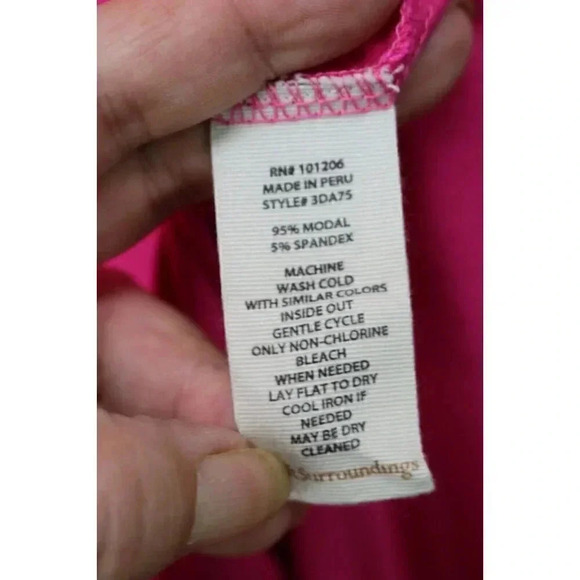 RN# 101206
MADE IN PERU
STYLE# 3DA75
95% MODAL
5% SPANDEX
MACHINE
WASH COLD
WITH SIMILAR COLORS
INSIDE OUT
GENTLE CYCLE
ONLY NON-CHLORINE
BLEACH
WHEN NEEDED
LAY FLAT TO DRY
COOL IRON IF
NEEDED
MAY BE DRY
CLEANED
Surroundings